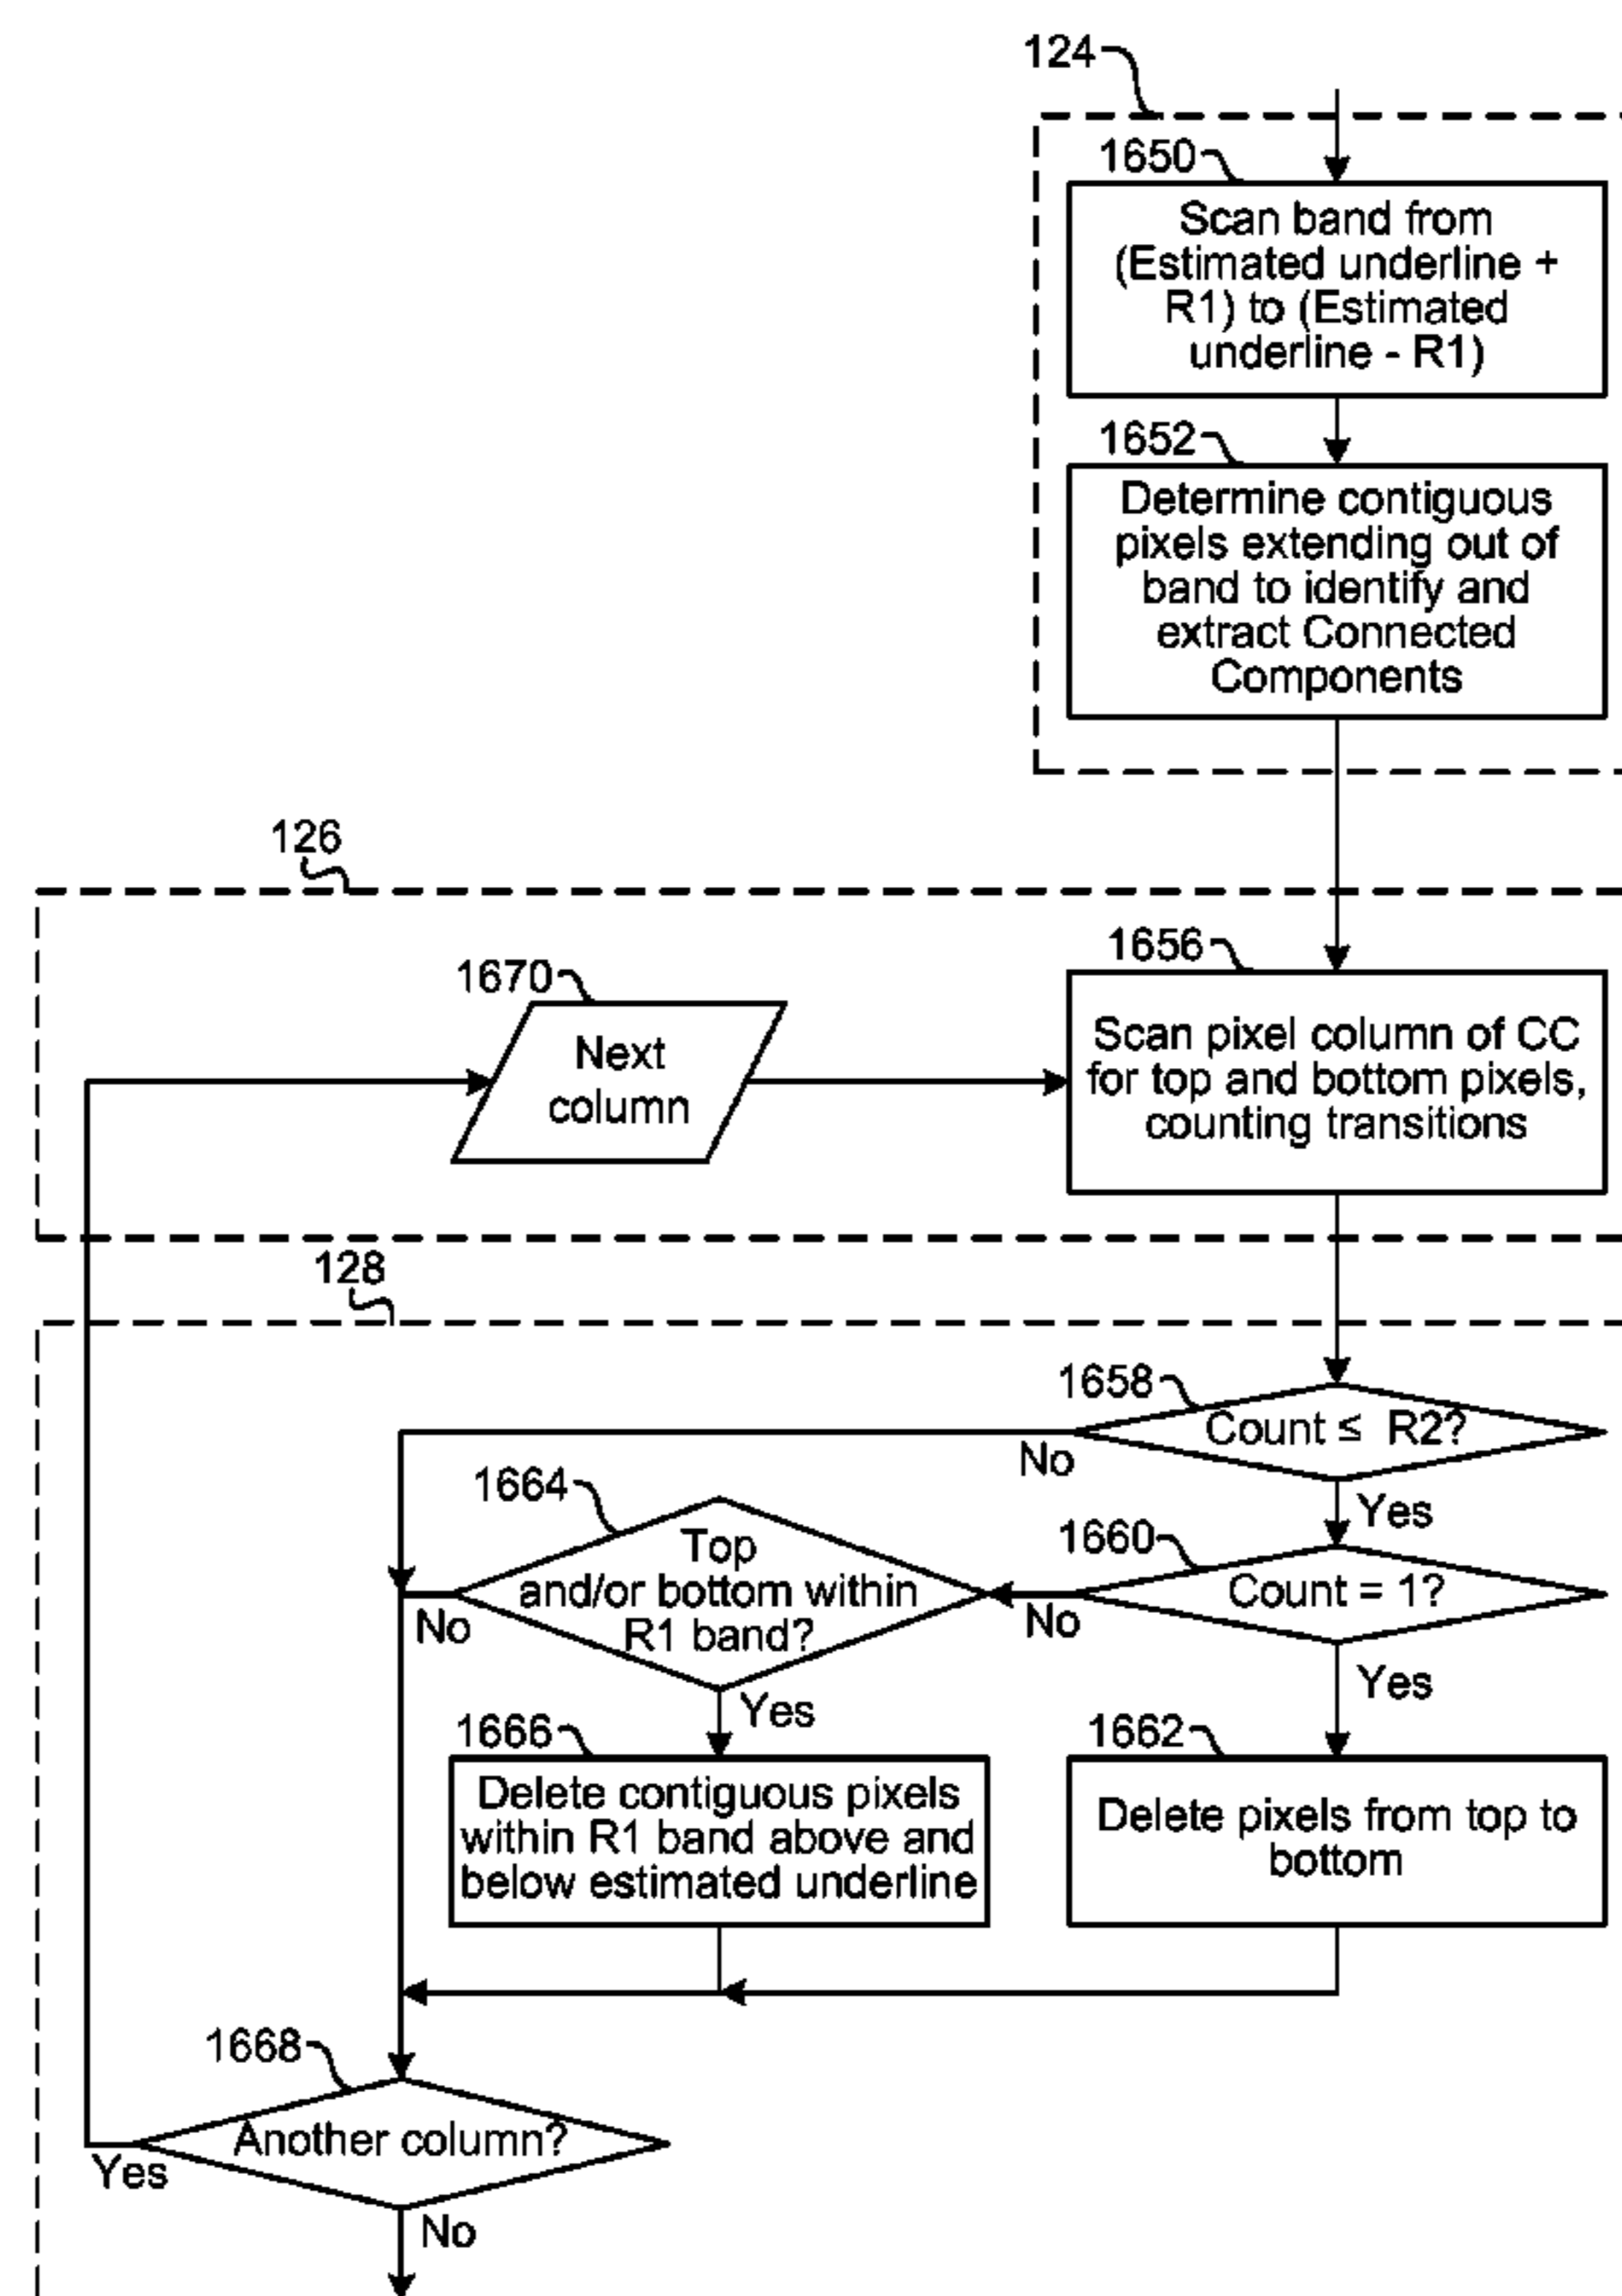 124
1650
Scan band from
(Estimated underline +
R1) to (Estimated
underline - R1)
1652
Determine contiguous
pixels extending out of
band to identify and
extract Connected
Components
126
1656
1670
Next
column
Scan pixel column of CC
for top and bottom pixels,
counting transitions
128
1658
Count ≤ R2?
No
Yes
1664
Top
and/or bottom within
R1 band?
No
1660
Count = 1?
No
Yes
Yes
1666
Delete contiguous pixels
within R1 band above and
below estimated underline
1662
Delete pixels from top to
bottom
1668
Another column?
Yes
No